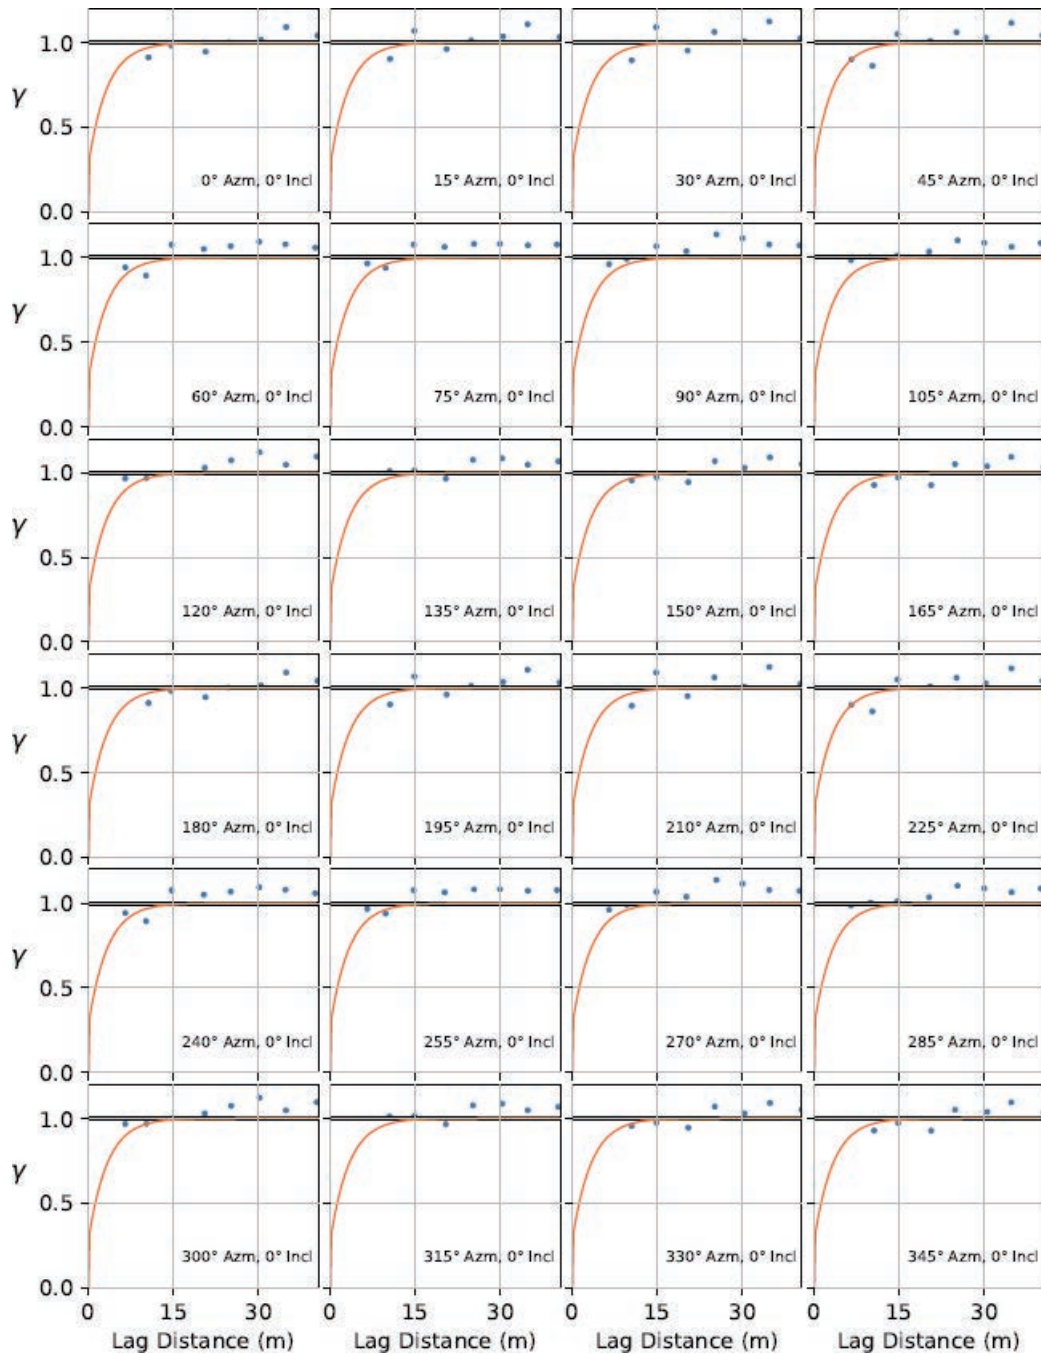 1.0
γ
0.5
0.0
0° Azm, 0° Incl
15° Azm, 0° Incl
30° Azm, 0° Incl
45° Azm, 0° Incl
1.0
γ
0.5
0.0
60° Azm, 0° Incl
75° Azm, 0° Incl
90° Azm, 0° Incl
105° Azm, 0° Incl
1.0
γ
0.5
0.0
120° Azm, 0° Incl
135° Azm, 0° Incl
150° Azm, 0° Incl
165° Azm, 0° Incl
1.0
γ
0.5
0.0
180° Azm, 0° Incl
195° Azm, 0° Incl
210° Azm, 0° Incl
225° Azm, 0° Incl
1.0
γ
0.5
0.0
240° Azm, 0° Incl
255° Azm, 0° Incl
270° Azm, 0° Incl
285° Azm, 0° Incl
1.0
γ
0.5
0.0
300° Azm, 0° Incl
315° Azm, 0° Incl
330° Azm, 0° Incl
345° Azm, 0° Incl
0 15 30
0 15 30
0 15 30
0 15 30
Lag Distance (m)
Lag Distance (m)
Lag Distance (m)
Lag Distance (m)